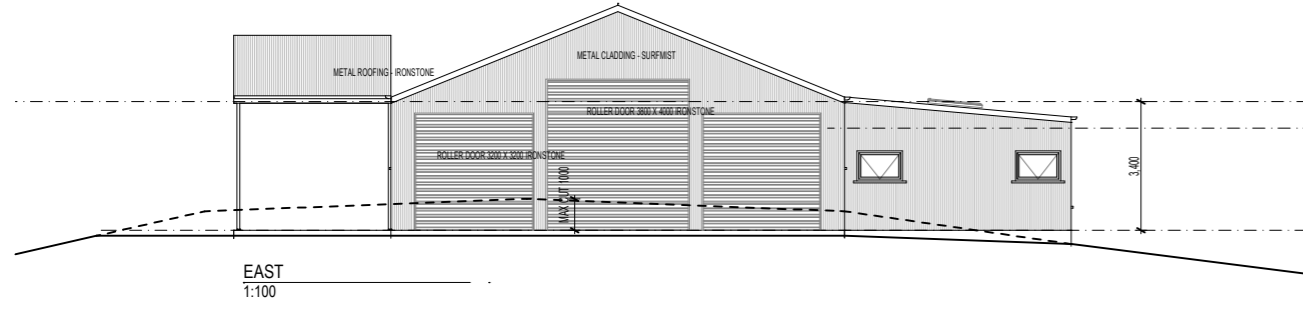 METAL CLADDING - SURFMIST
METAL ROOFING - IRONSTONE
ROLLER DOOR 3800 X 4000 IRONSTONE
ROLLER DOOR 3200 X 3200 IRONSTONE
3,400
MAX CUT 1000
EAST
1:100